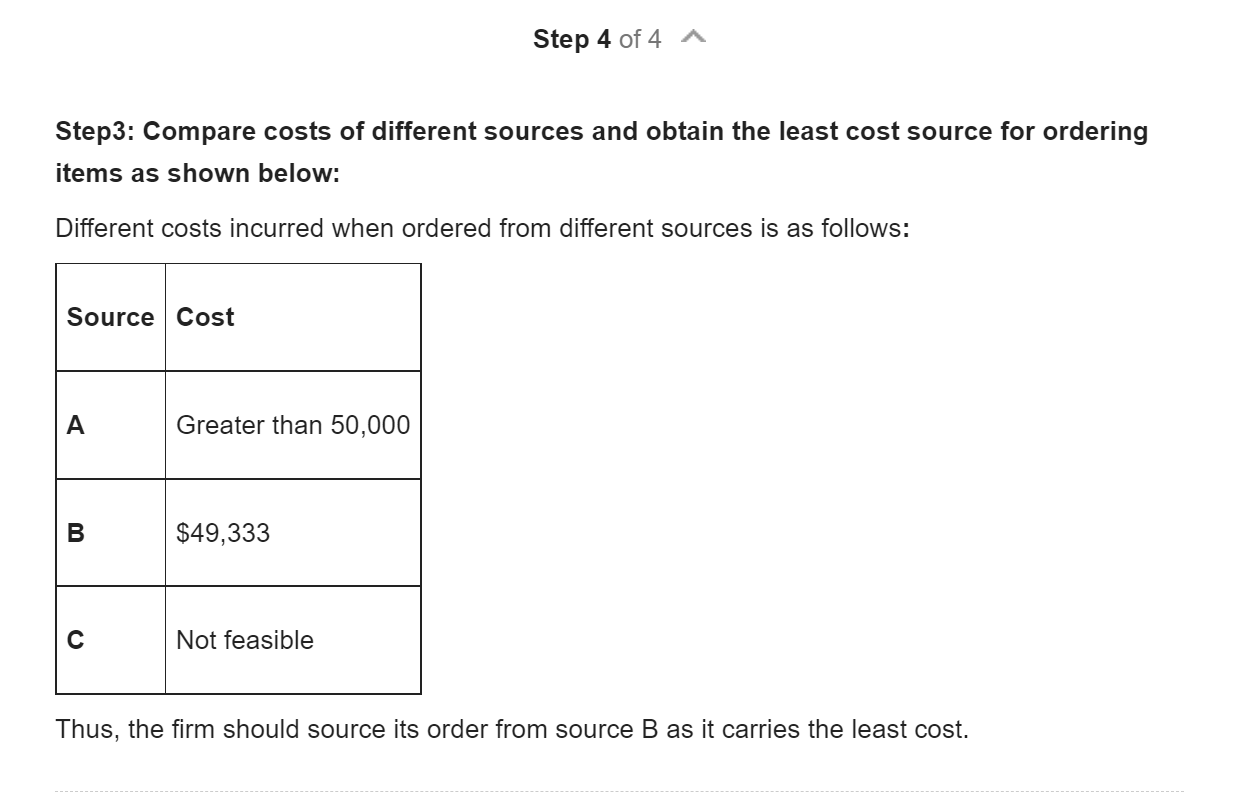 Step 4 of 4
Step3: Compare costs of different sources and obtain the least cost source for ordering
items as shown below:
Different costs incurred when ordered from different sources is as follows:
Source Cost
A Greater than 50,000
B $49,333
C Not feasible
Thus, the firm should source its order from source B as it carries the least cost.